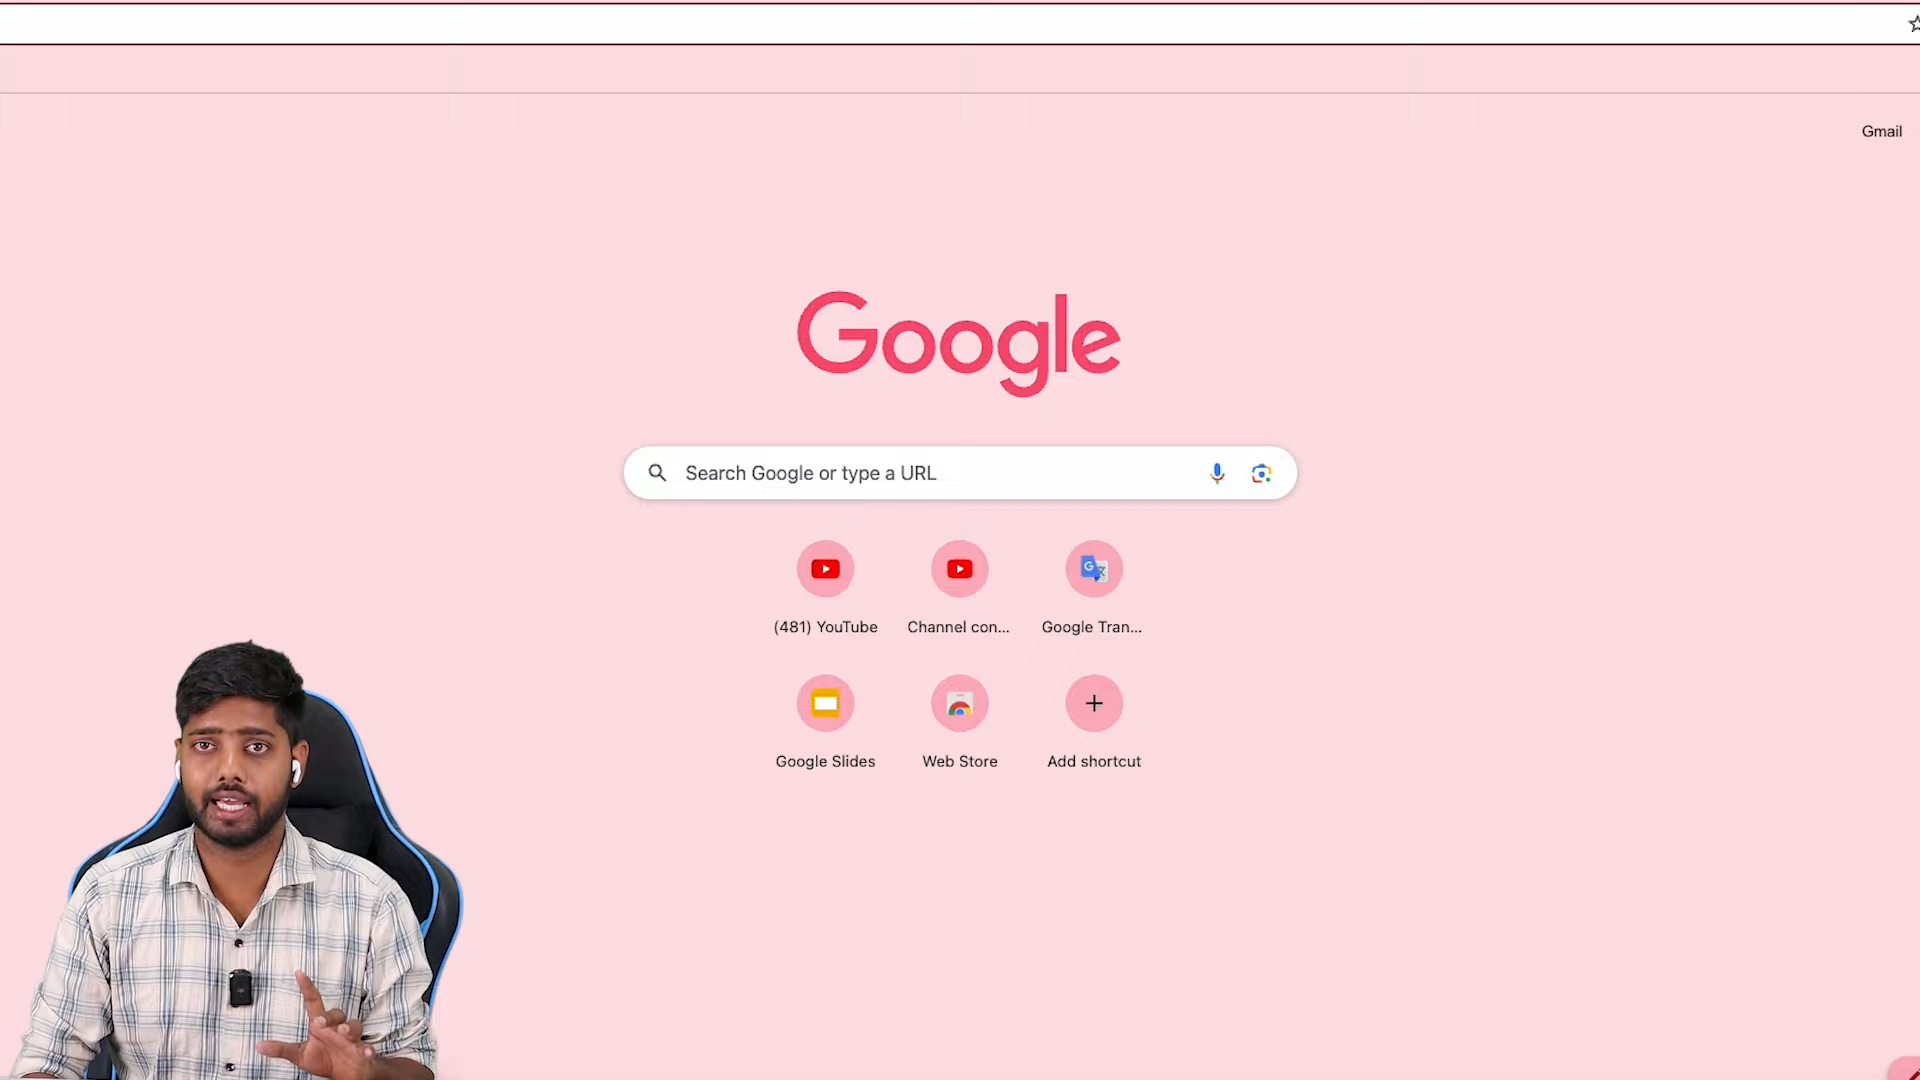 Gmail
Google
Search Google or type a URL
(481) YouTube
Channel con...
Google Tran...
Google Slides
Web Store
Add shortcut